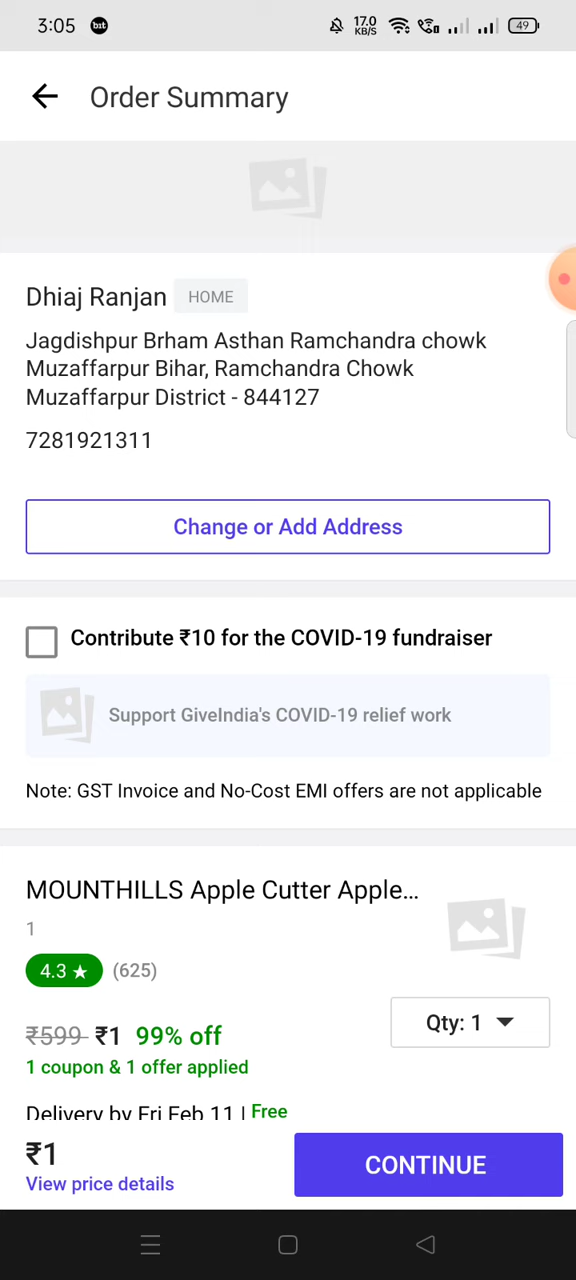 3:05 bit 17.0 KB/S 49
Order Summary
Dhiaj Ranjan HOME
Jagdishpur Brham Asthan Ramchandra chowk
Muzaffarpur Bihar, Ramchandra Chowk
Muzaffarpur District - 844127
7281921311
Change or Add Address
Contribute ₹10 for the COVID-19 fundraiser
Support GiveIndia's COVID-19 relief work
Note: GST Invoice and No-Cost EMI offers are not applicable
MOUNTHILLS Apple Cutter Apple...
1
4.3 ★ (625)
₹599 ₹1 99% off
Qty: 1
1 coupon & 1 offer applied
Delivery by Fri Feb 11 | Free
₹1
View price details
CONTINUE